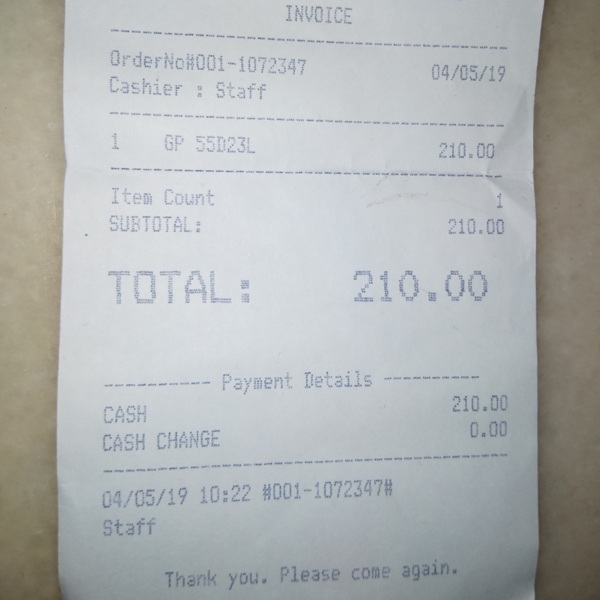 INVOICE
OrderNo#001-1072347 04/05/19
Cashier : Staff
1 GP 55D23L 210.00
Item Count 1
SUBTOTAL: 210.00
TOTAL: 210.00
---------- Payment Details ----------
CASH 210.00
CASH CHANGE 0.00
04/05/19 10:22 #001-1072347#
Staff
Thank you. Please come again.